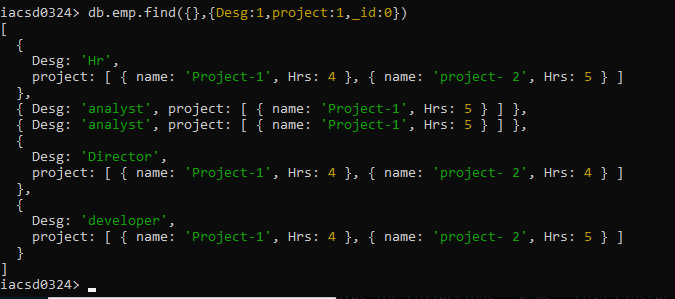 iacsd0324> db.emp.find({},{Desg:1,project:1,_id:0})
[
  {
    Desg: 'Hr',
    project: [ { name: 'Project-1', Hrs: 4 }, { name: 'project- 2', Hrs: 5 } ]
  },
  { Desg: 'analyst', project: [ { name: 'Project-1', Hrs: 5 } ] },
  { Desg: 'analyst', project: [ { name: 'Project-1', Hrs: 5 } ] },
  {
    Desg: 'Director',
    project: [ { name: 'Project-1', Hrs: 4 }, { name: 'project- 2', Hrs: 4 } ]
  },
  {
    Desg: 'developer',
    project: [ { name: 'Project-1', Hrs: 4 }, { name: 'project- 2', Hrs: 5 } ]
  }
]
iacsd0324>